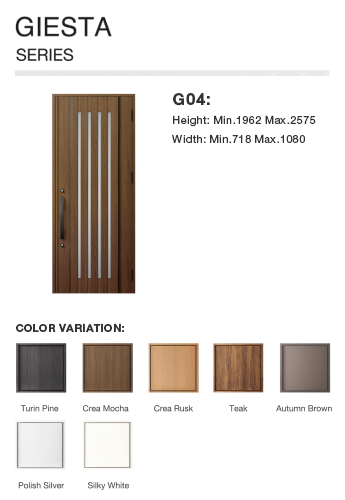 GIESTA
SERIES
G04:
Height: Min.1962 Max.2575
Width: Min.718 Max.1080
COLOR VARIATION:
Turin Pine Crea Mocha Crea Rusk Teak Autumn Brown
Polish Silver Silky White